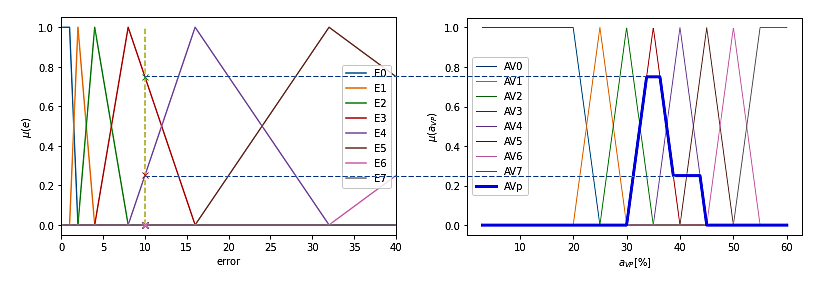 1.0
0.8
0.6
0.4
0.2
0.0
μ(e)
0 5 10 15 20 25 30 35 40
error
E0
E1
E2
E3
E4
E5
E6
E7
1.0
0.8
0.6
0.4
0.2
0.0
μ(aVP)
10 20 30 40 50 60
aVP[%]
AV0
AV1
AV2
AV3
AV4
AV5
AV6
AV7
AVp